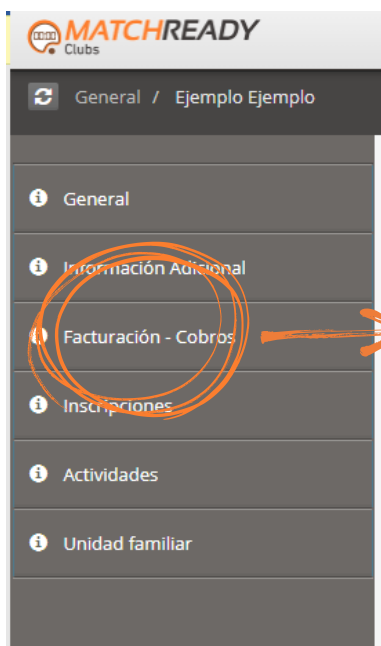 MATCHREADY
Clubs
General / Ejemplo Ejemplo
General
Información Adicional
Facturación - Cobros
Inscripciones
Actividades
Unidad familiar